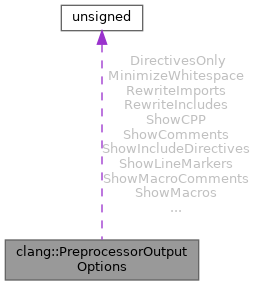 unsigned
DirectivesOnly
MinimizeWhitespace
RewriteImports
RewriteIncludes
ShowCPP
ShowComments
ShowIncludeDirectives
ShowLineMarkers
ShowMacroComments
ShowMacros
...
clang::PreprocessorOutput
Options